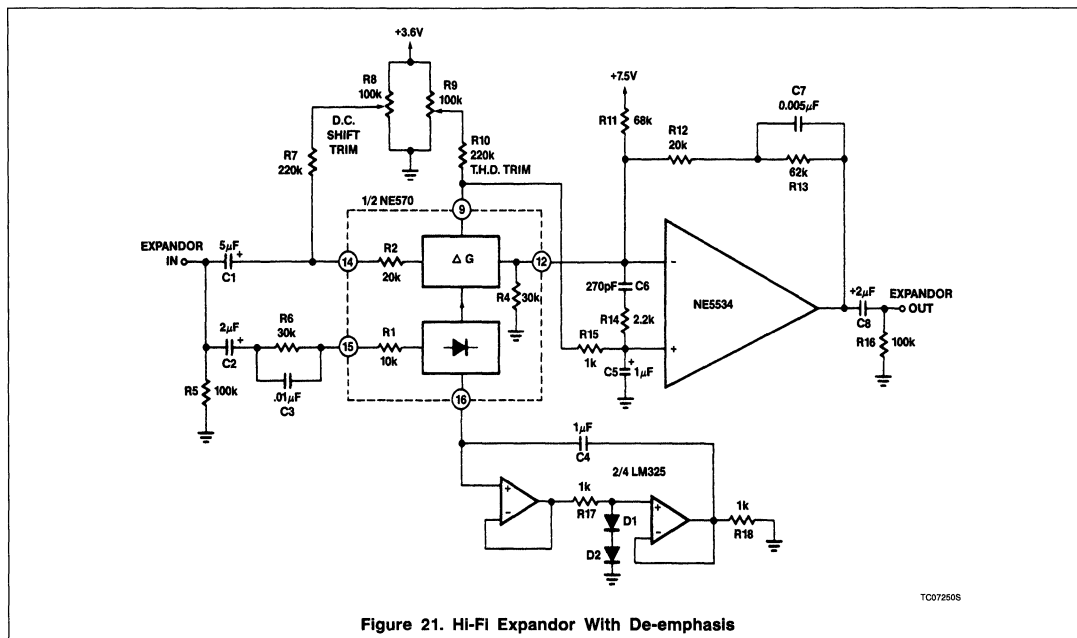 +3.6V
R8
100k
R9
100k
D.C.
SHIFT
TRIM
R7
220k
R10
220k
T.H.D. TRIM
+7.5V
R11
68k
R12
20k
C7
0.005μF
62k
R13
1/2 NE570
9
EXPANDOR
IN
5μF
+
C1
14
R2
20k
Δ G
12
R4
30k
270pF
C6
R14
2.2k
R15
1k
C5
+
1μF
−
+
NE5534
+2μF
C8
EXPANDOR
OUT
R16
100k
2μF
+
C2
R6
30k
.01μF
C3
15
R1
10k
R5
100k
16
1μF
C4
2/4 LM325
+
−
1k
R17
D1
D2
+
−
1k
R18
TC07250S
Figure 21. Hi-Fi Expandor With De-emphasis